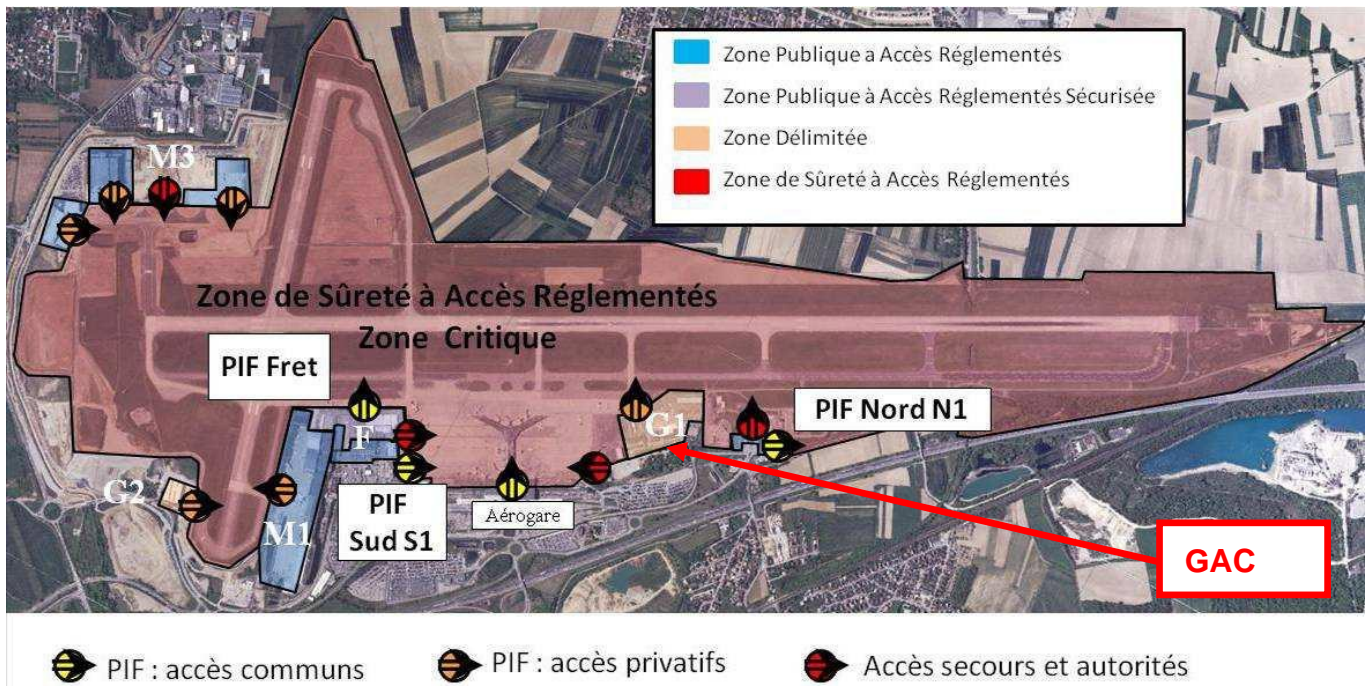 Zone Publique a Accès Réglementés
Zone Publique à Accès Réglementés Sécurisée
Zone Délimitée
Zone de Sûreté à Accès Réglementés
M3
Zone de Sûreté à Accès Réglementés
Zone Critique
PIF Fret
F
G1
PIF Nord N1
G2
M1
PIF
Sud S1
Aérogare
GAC
PIF : accès communs
PIF : accès privatifs
Accès secours et autorités